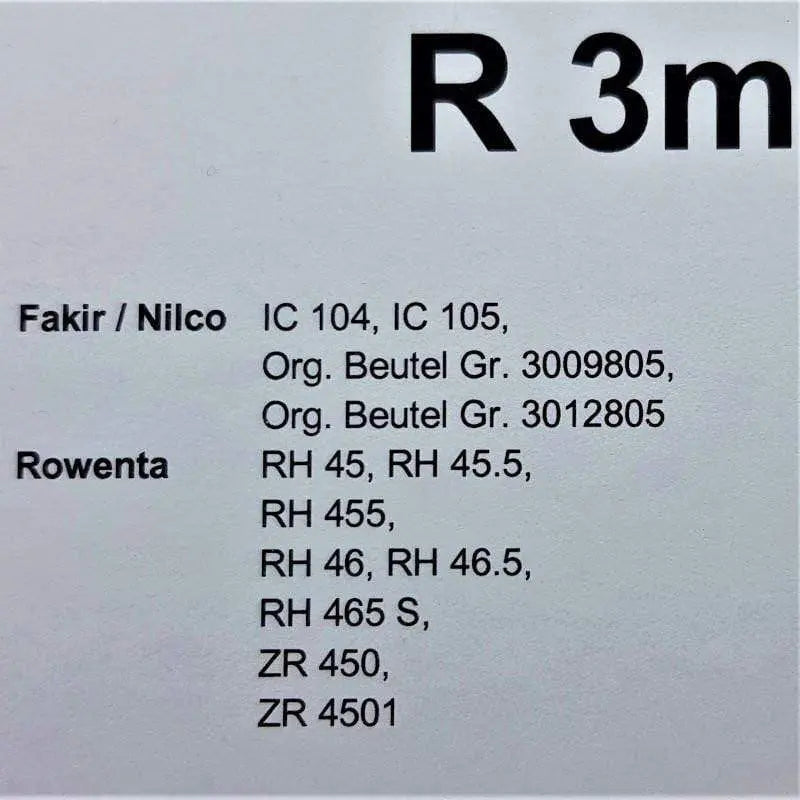 R 3m
Fakir / Nilco IC 104, IC 105,
Org. Beutel Gr. 3009805,
Org. Beutel Gr. 3012805
Rowenta RH 45, RH 45.5,
RH 455,
RH 46, RH 46.5,
RH 465 S,
ZR 450,
ZR 4501